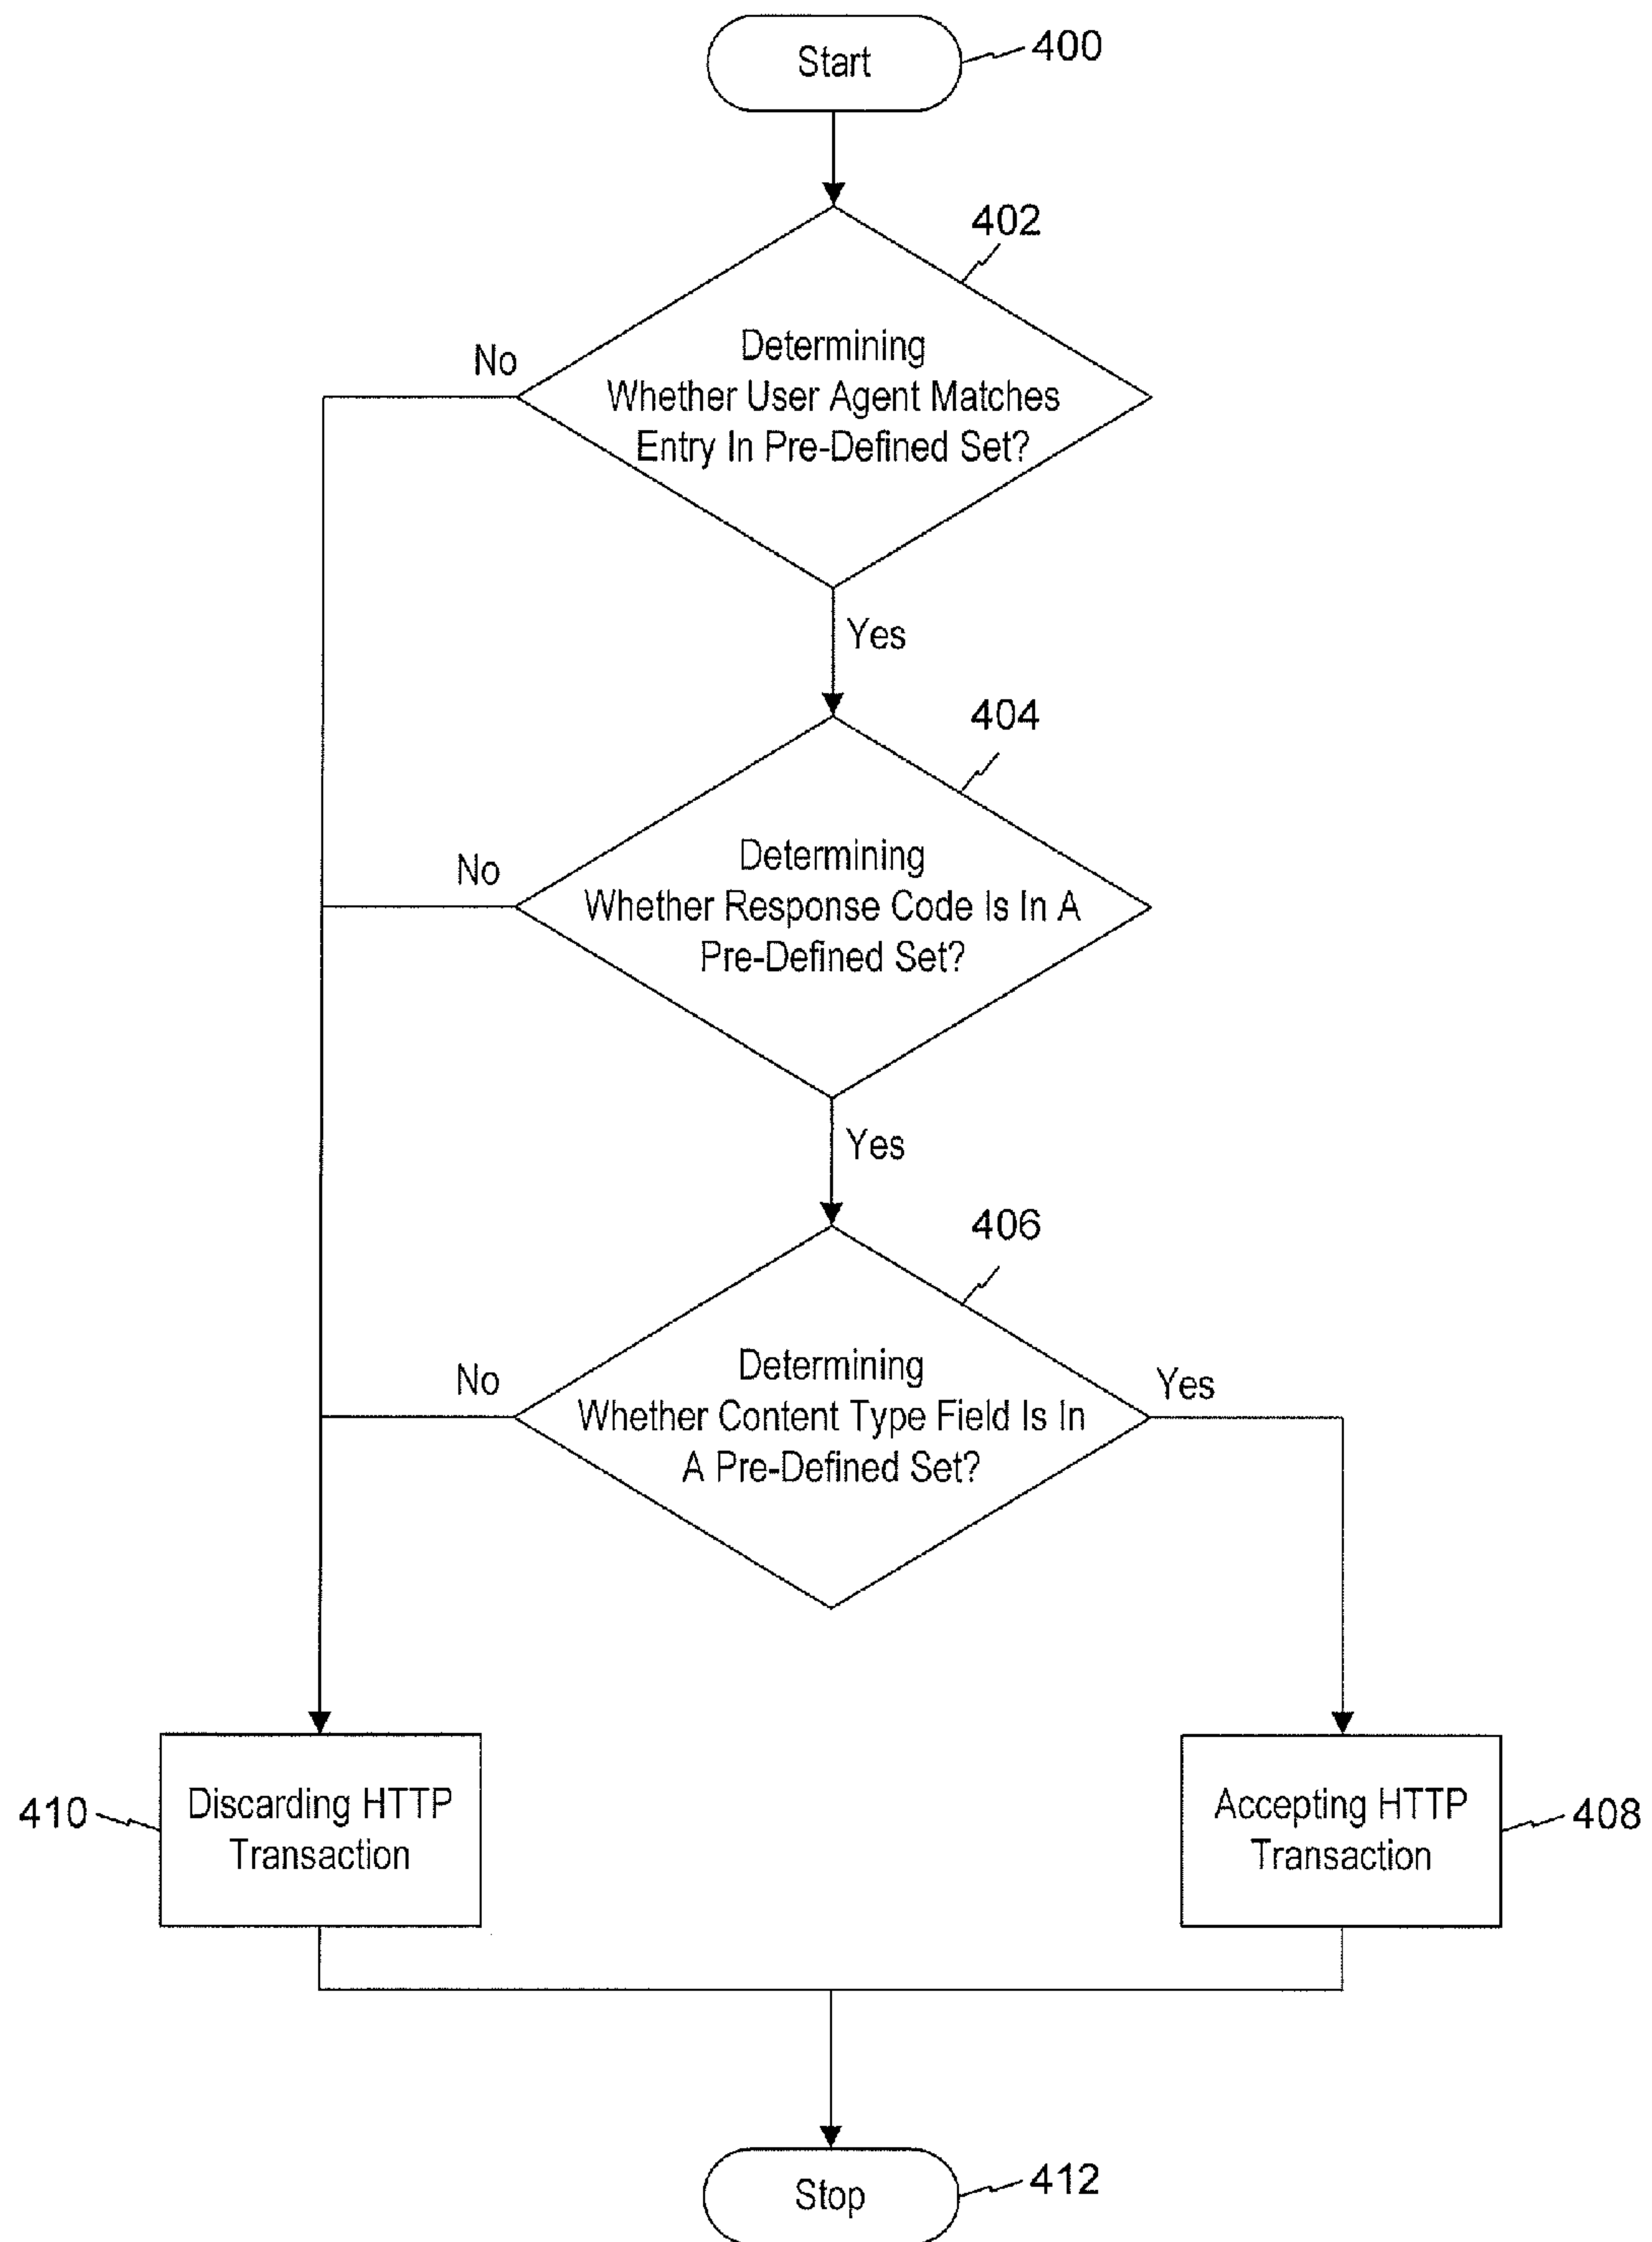 Start
400
402
Determining
Whether User Agent Matches
Entry In Pre-Defined Set?
No
Yes
404
Determining
Whether Response Code Is In A
Pre-Defined Set?
No
Yes
406
Determining
Whether Content Type Field Is In
A Pre-Defined Set?
No
Yes
410
Discarding HTTP
Transaction
Accepting HTTP
Transaction
408
Stop
412